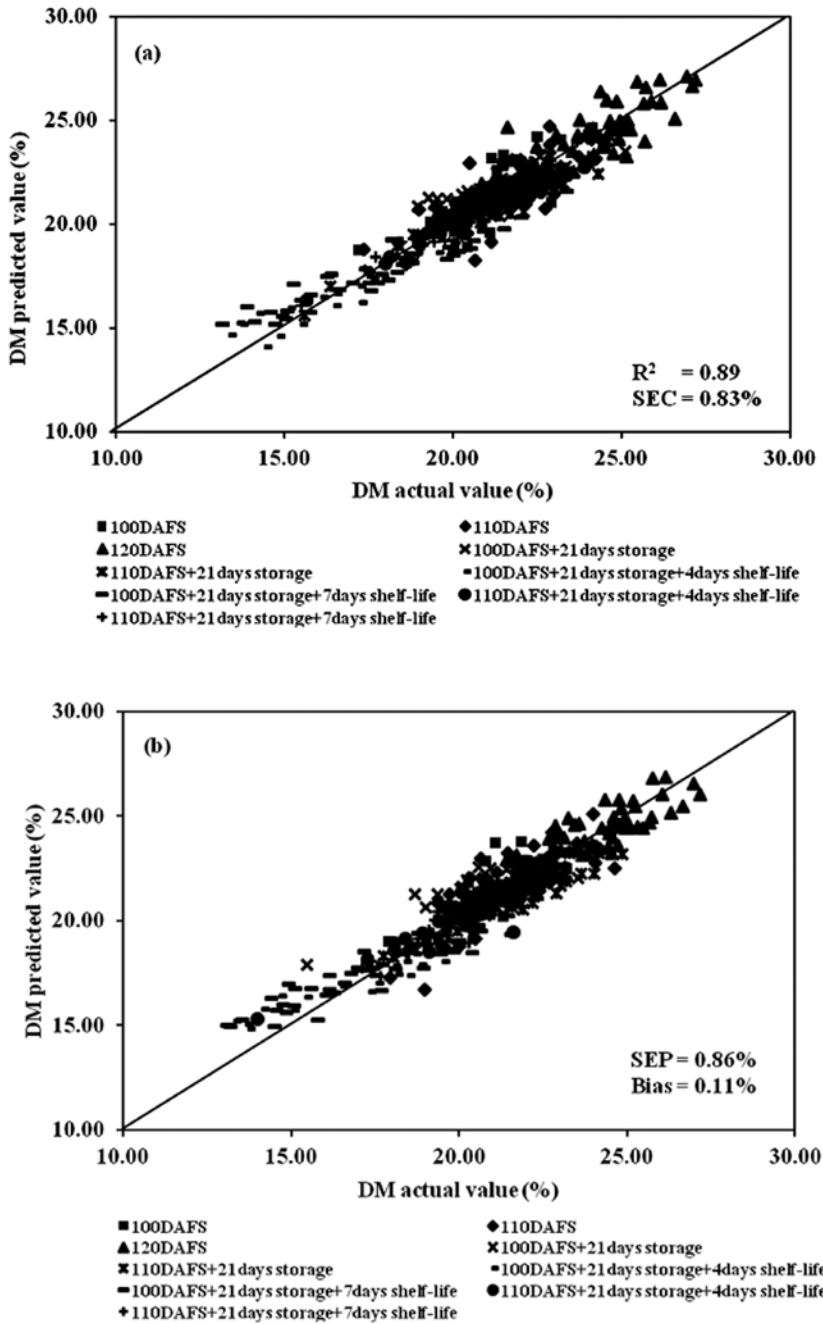 30.00
(a)
25.00
20.00
15.00
10.00
DM predicted value (%)
R² = 0.89
SEC = 0.83%
10.00 15.00 20.00 25.00 30.00
DM actual value (%)
100DAFS 110DAFS
120DAFS 100DAFS+21days storage
110DAFS+21days storage 100DAFS+21days storage+4days shelf-life
100DAFS+21days storage+7days shelf-life 110DAFS+21days storage+4days shelf-life
110DAFS+21days storage+7days shelf-life
30.00
(b)
25.00
20.00
15.00
10.00
DM predicted value (%)
SEP = 0.86%
Bias = 0.11%
10.00 15.00 20.00 25.00 30.00
DM actual value (%)
100DAFS 110DAFS
120DAFS 100DAFS+21days storage
110DAFS+21days storage 100DAFS+21days storage+4days shelf-life
100DAFS+21days storage+7days shelf-life 110DAFS+21days storage+4days shelf-life
110DAFS+21days storage+7days shelf-life